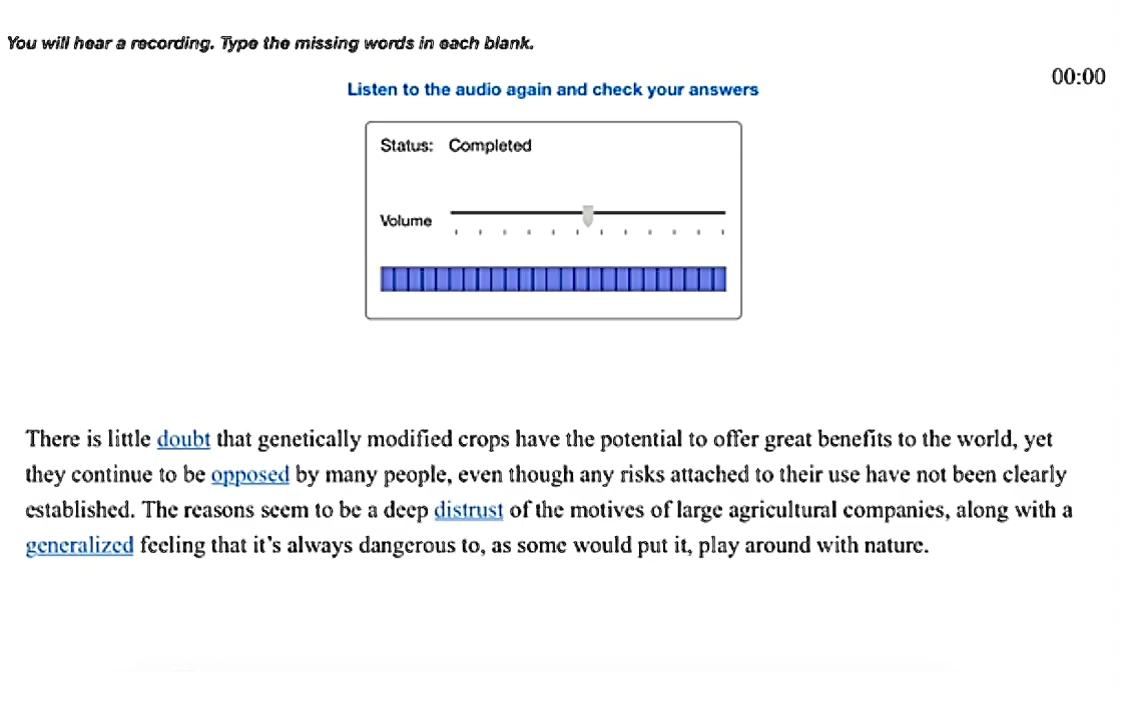 You will hear a recording. Type the missing words in each blank.
00:00
Listen to the audio again and check your answers
Status: Completed
Volume
There is little doubt that genetically modified crops have the potential to offer great benefits to the world, yet
they continue to be opposed by many people, even though any risks attached to their use have not been clearly
established. The reasons seem to be a deep distrust of the motives of large agricultural companies, along with a
generalized feeling that it’s always dangerous to, as some would put it, play around with nature.